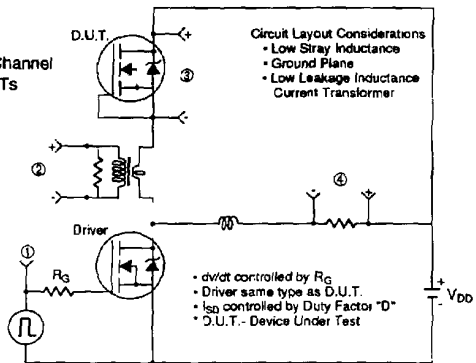 Channel
Ts
D.U.T.
+
③
-
Circuit Layout Considerations
• Low Stray Inductance
• Ground Plane
• Low Leakage Inductance
Current Transformer
+
②
-
④
-
+
Driver
①
RG
• dv/dt controlled by RG
• Driver same type as D.U.T.
• ISD controlled by Duty Factor "D"
* D.U.T.- Device Under Test
+
-
VDD